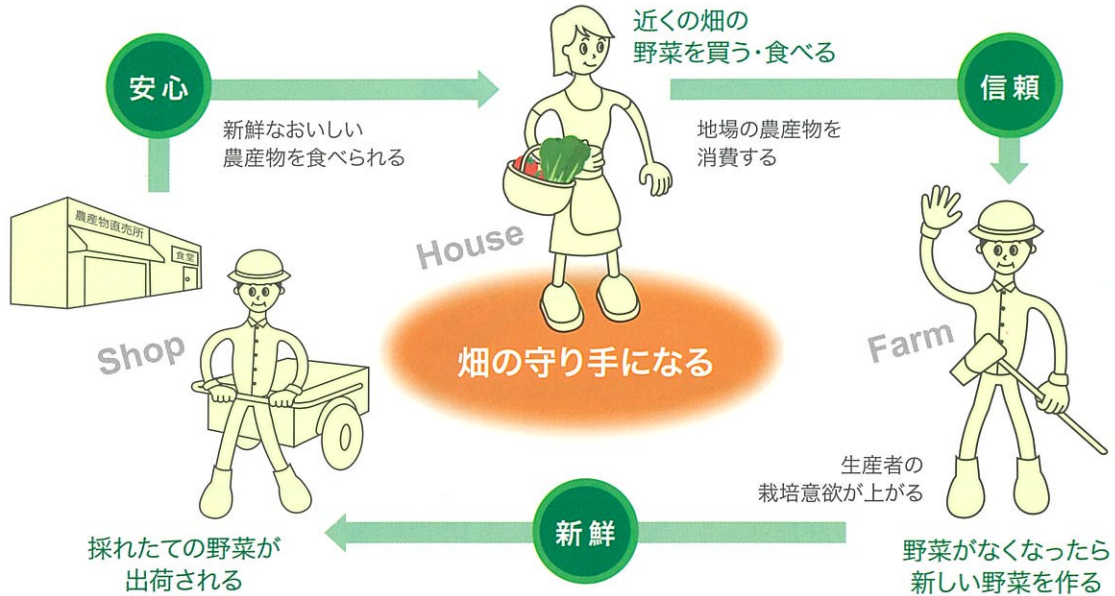 近くの畑の
野菜を買う・食べる
安心
信頼
新鮮なおいしい
農産物を食べられる
地場の農産物を
消費する
農産物直売所
食堂
House
Shop
Farm
畑の守り手になる
生産者の
栽培意欲が上がる
新鮮
採れたての野菜が
出荷される
野菜がなくなったら
新しい野菜を作る